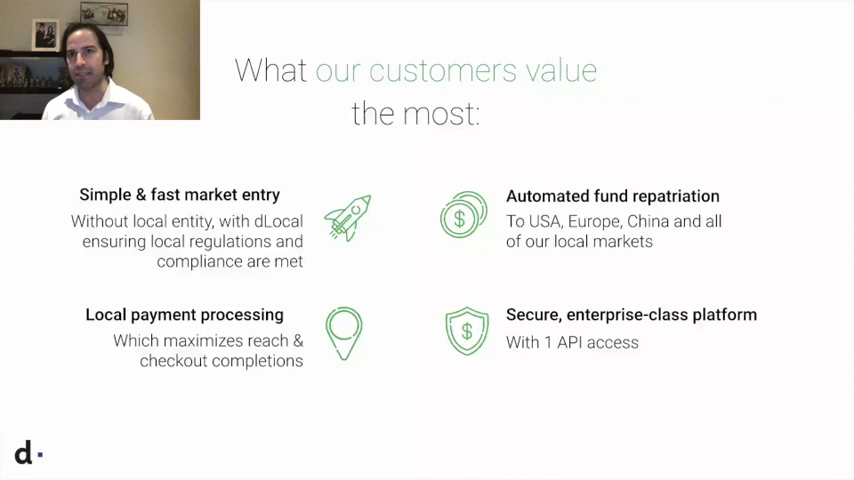 What our customers value
the most:
Simple & fast market entry
Without local entity, with dLocal
ensuring local regulations and
compliance are met
$
Automated fund repatriation
To USA, Europe, China and all
of our local markets
Local payment processing
Which maximizes reach &
checkout completions
$
Secure, enterprise-class platform
With 1 API access
d·